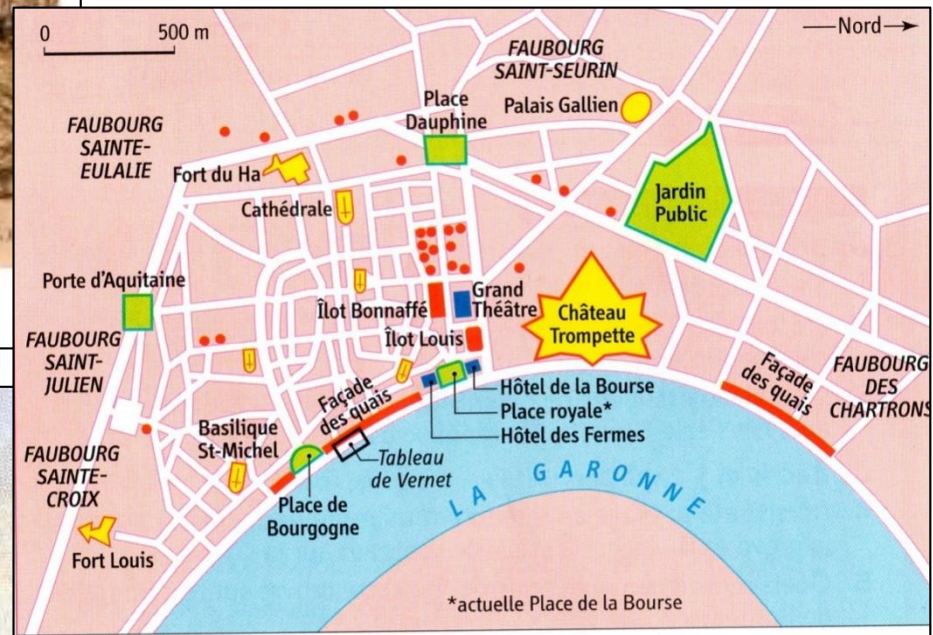 0
500 m
Nord
FAUBOURG
SAINT-SEURIN
Place
Dauphine
Palais Gallien
FAUBOURG
SAINTE-
EULALIE
Fort du Ha
Cathédrale
Jardin
Public
Porte d'Aquitaine
Îlot Bonnaffé
Grand
Théâtre
Château
Trompette
Îlot Louis
FAUBOURG
SAINT-
JULIEN
Façade
des quais
Hôtel de la Bourse
Place royale*
Hôtel des Fermes
Façade
des quais
FAUBOURG
DES
CHARTRONS
Basilique
St-Michel
Tableau
de Vernet
FAUBOURG
SAINTE-
CROIX
Place de
Bourgogne
LA GARONNE
Fort Louis
*actuelle Place de la Bourse